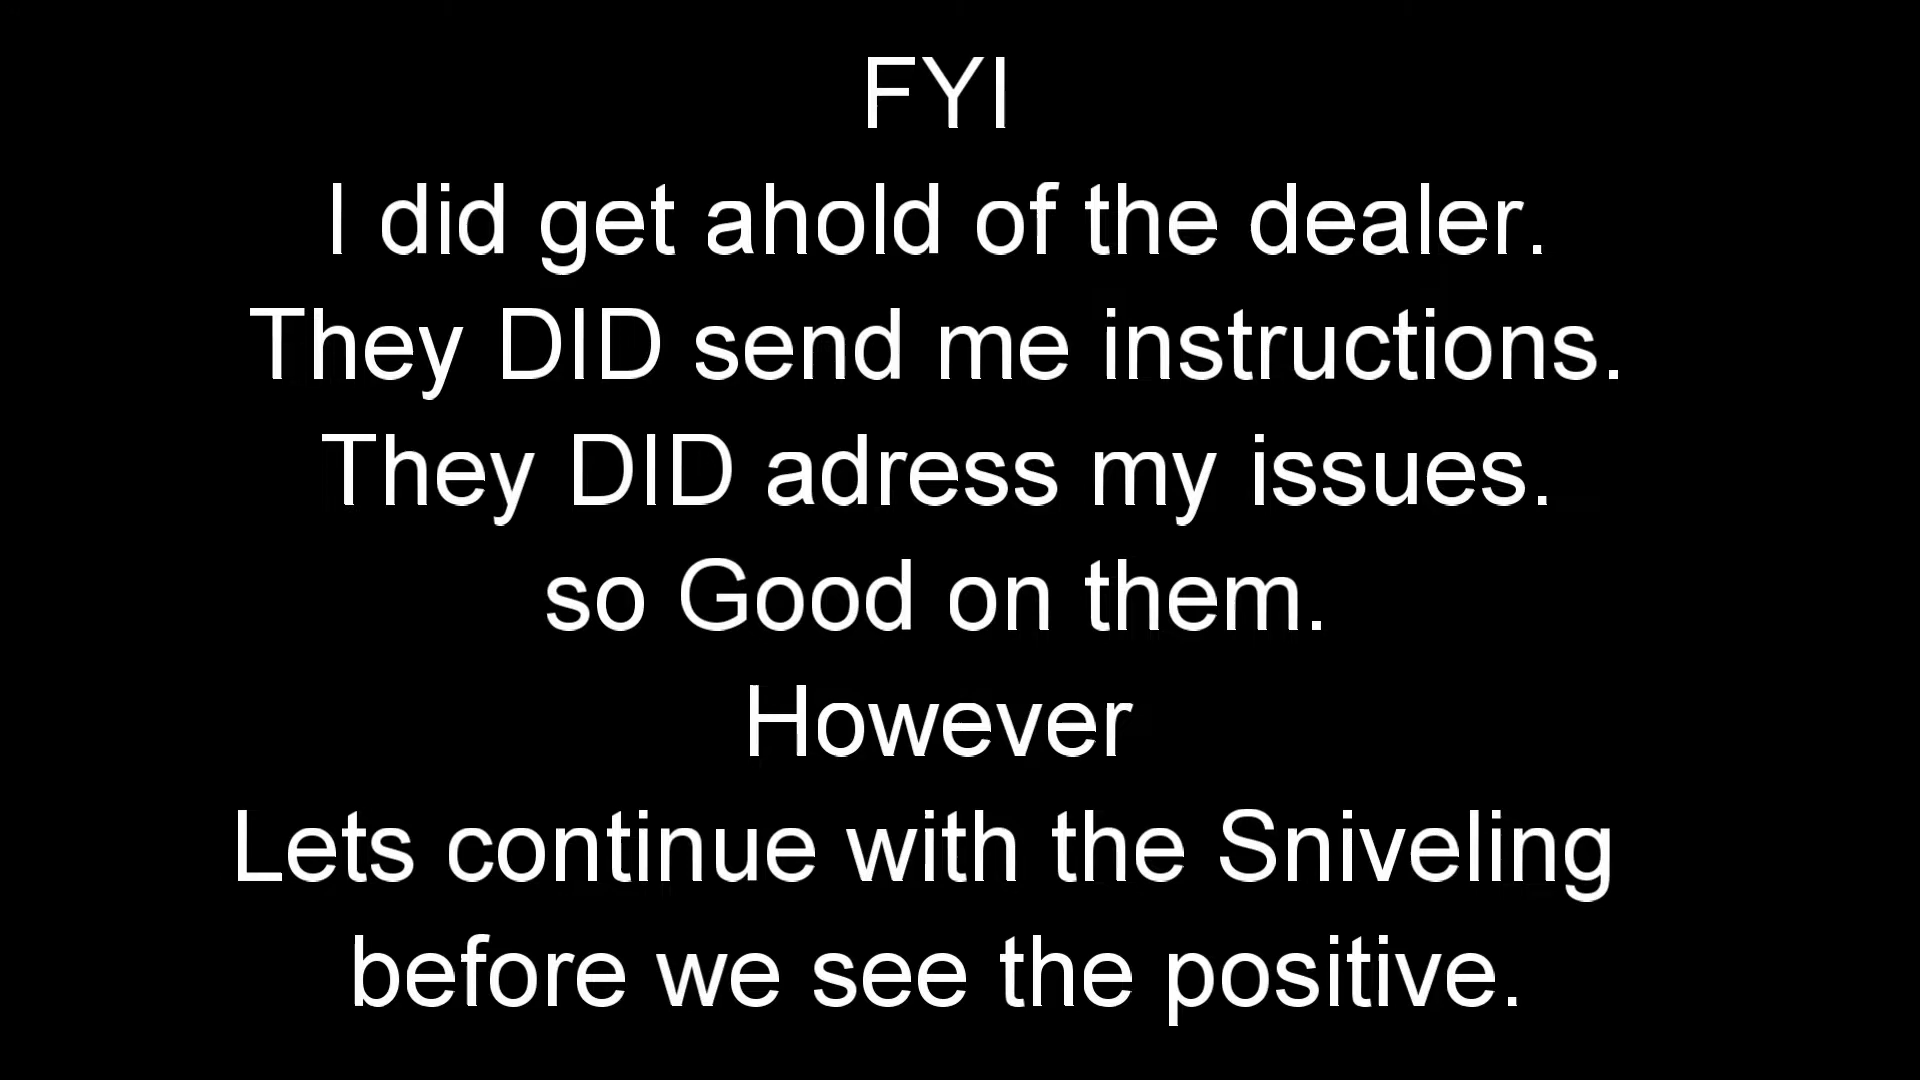 FYI
I did get ahold of the dealer.
They DID send me instructions.
They DID adress my issues.
so Good on them.
However
Lets continue with the Sniveling
before we see the positive.